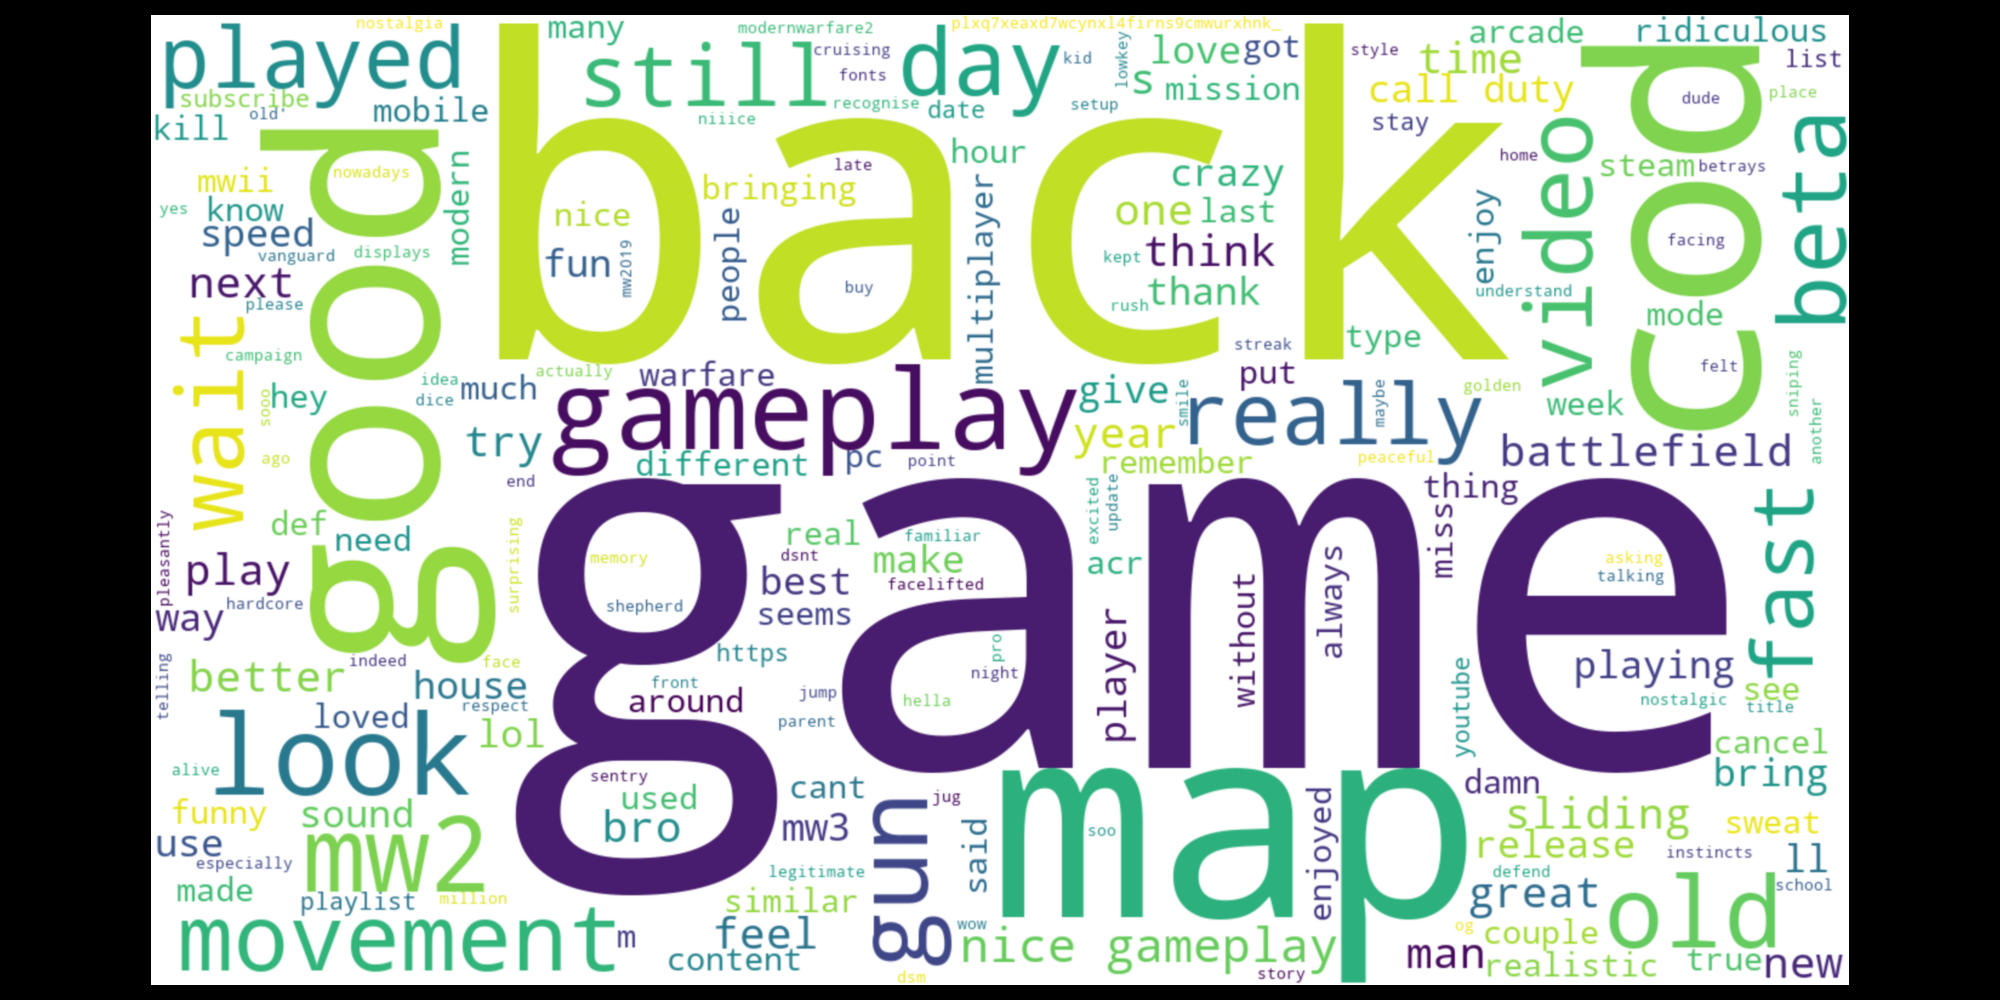 nostalgia
played
many
still
modernwarfare2
cruising
fonts
recognise
niiice
day
plxq7xeaxd7wcynxl4firns9cmwurxhnk_
kid
lowkey
love
got
s
mission
date
setup
style
time
arcade
ridiculous
list
subscribe
old'
mobile
kill
call duty
stay
dude
place
back
cod
good
video
beta
nowadays
modern
mwii
yes
know
speed
vanguard
displays
next
please
wait
campaign
hey
sooo
ago
idea
dice
much
nice
fun
mw2019
bringing
late
people
buy
hour
multiplayer
crazy
one
last
kept
think
rush
thank
home
enjoy
understand
steam
betrays
facing
mode
felt
type
streak
actually
warfare
gameplay
give
smile
put
really
maybe
golden
week
sniping
another
try
different
pc
point
year
remember
peaceful
battlefield
end
def
need
surprising
pleasantly
play
way
hardcore
game
memory
shepherd
real
dsnt
best
seems
familiar
make
facelifted
excited
update
acr
player
without
always
miss
thing
asking
talking
fast
playing
nostalgic
see
title
telling
better
indeed
face
house
respect
loved
lol
look
alive
https
front
around
jump
parent
pro
night
hella
youtube
cancel
bring
funny
sound
use
especially
made
mw2
playlist
million
movement
m
sentry
used
bro
cant
mw3
legitimate
similar
feel
content
gun
jug
said
wow
dsm
map
soo
enjoyed
nice gameplay
story
damn
sliding
release
sweat
instincts
ll
defend
great
school
old
og
couple
man
realistic
true
new